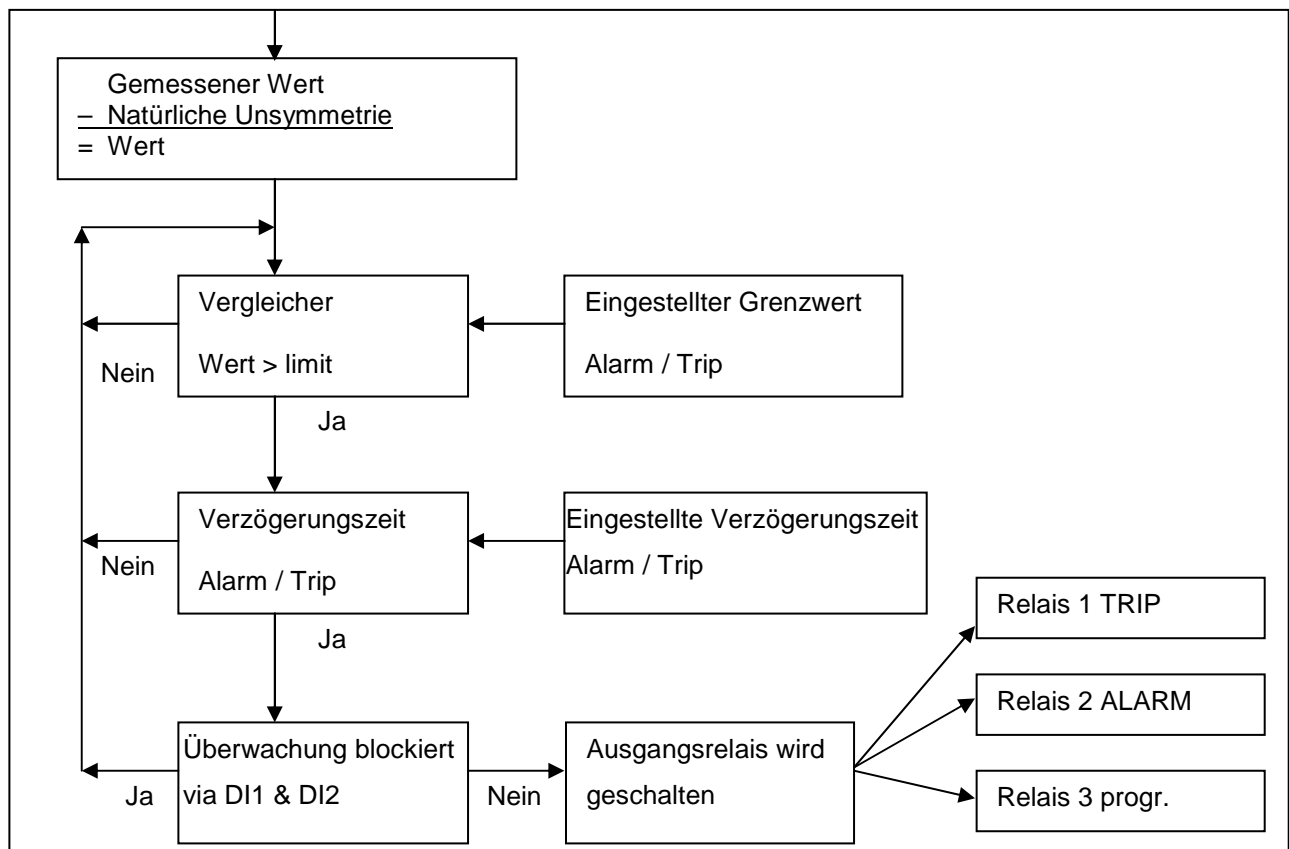 Gemessener Wert
– Natürliche Unsymmetrie
= Wert
Vergleicher
Wert > limit
Eingestellter Grenzwert
Alarm / Trip
Nein
Ja
Verzögerungszeit
Alarm / Trip
Eingestellte Verzögerungszeit
Alarm / Trip
Nein
Ja
Überwachung blockiert
via DI1 & DI2
Ja
Nein
Ausgangsrelais wird
geschalten
Relais 1 TRIP
Relais 2 ALARM
Relais 3 progr.